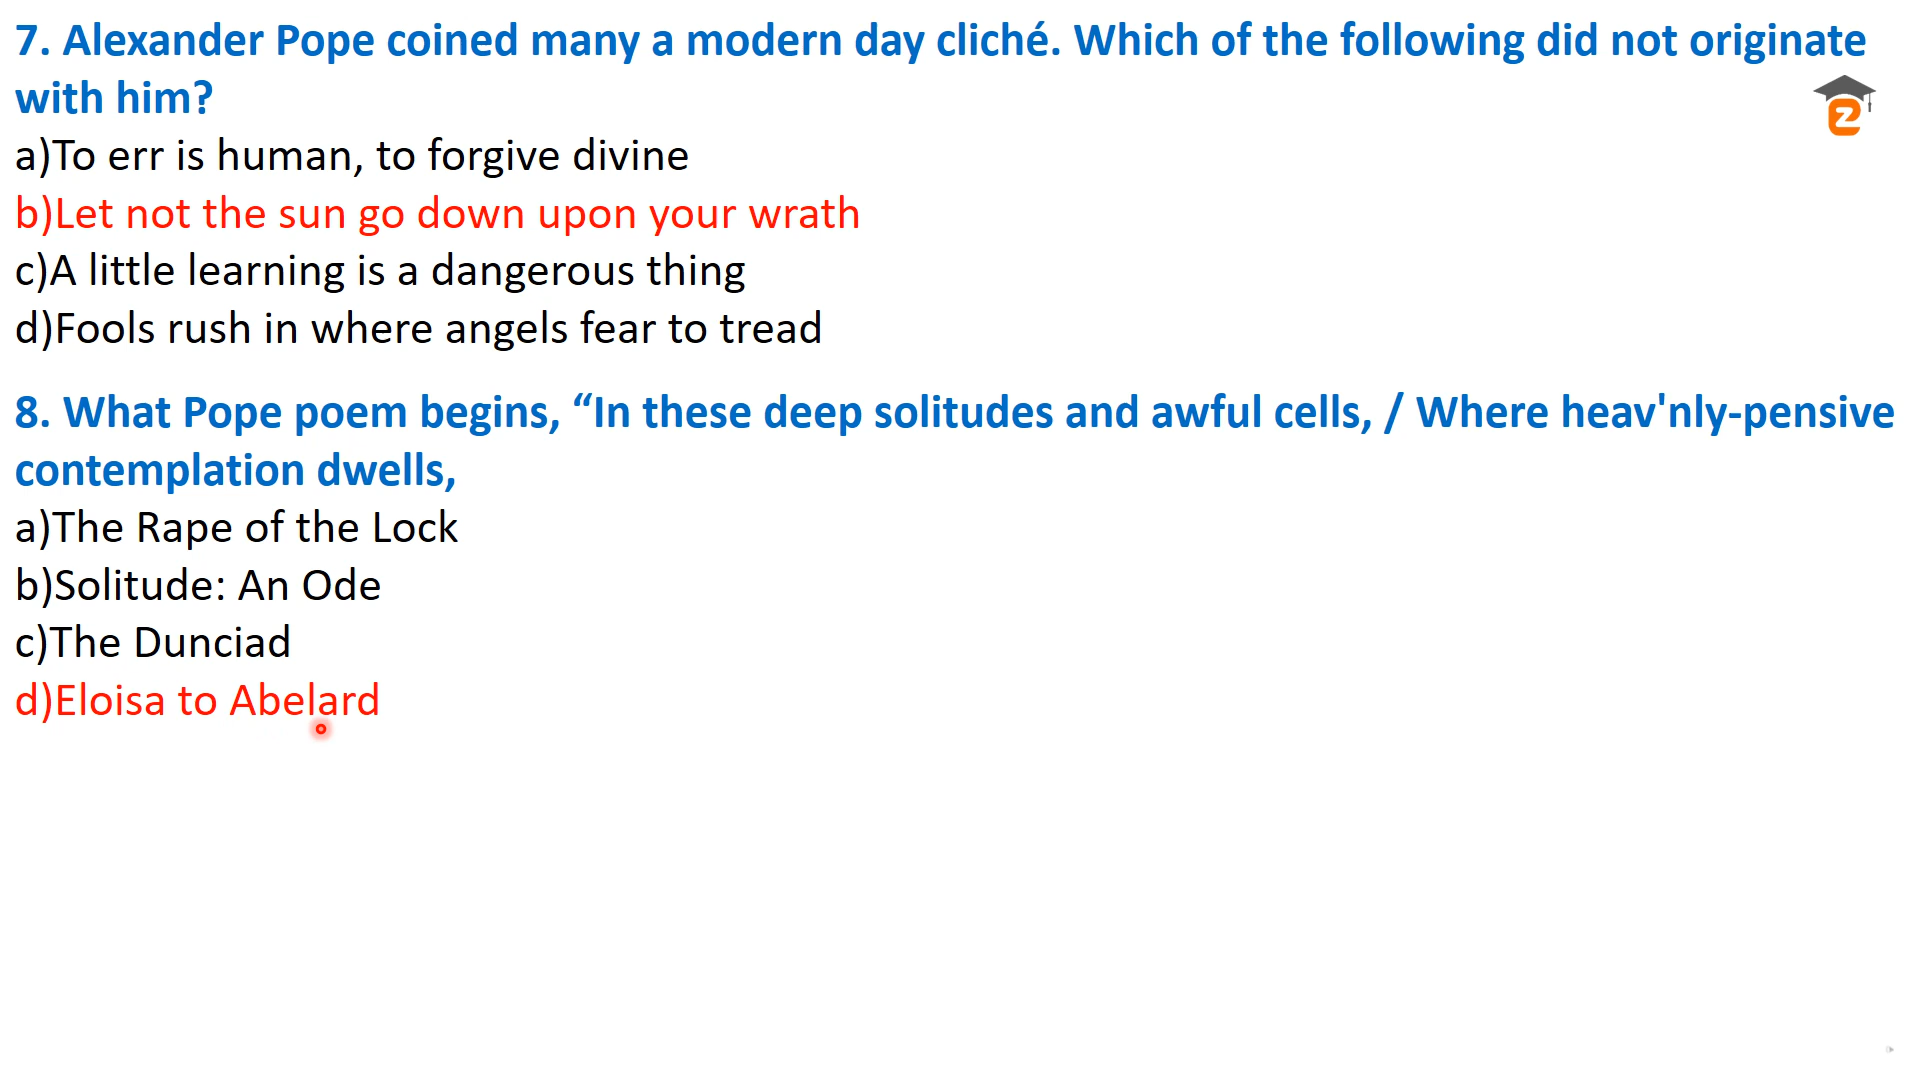 7. Alexander Pope coined many a modern day cliché. Which of the following did not originate
with him?
a)To err is human, to forgive divine
b)Let not the sun go down upon your wrath
c)A little learning is a dangerous thing
d)Fools rush in where angels fear to tread
8. What Pope poem begins, “In these deep solitudes and awful cells, / Where heav'nly-pensive
contemplation dwells,
a)The Rape of the Lock
b)Solitude: An Ode
c)The Dunciad
d)Eloisa to Abelard